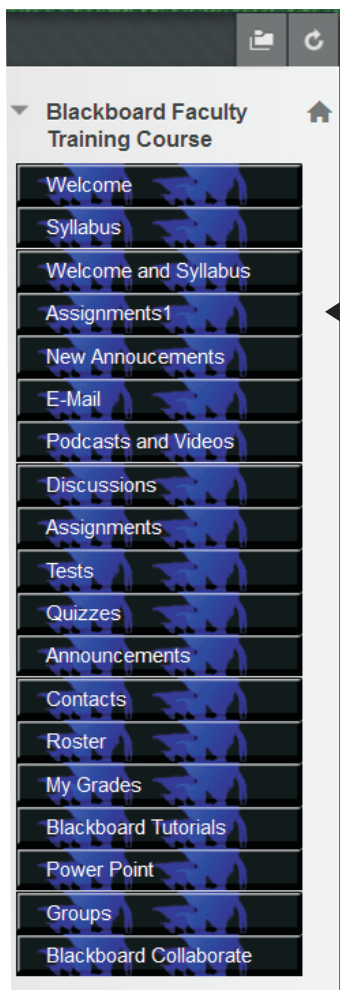 Blackboard Faculty
Training Course
Welcome
Syllabus
Welcome and Syllabus
Assignments1
New Annoucements
E-Mail
Podcasts and Videos
Discussions
Assignments
Tests
Quizzes
Announcements
Contacts
Roster
My Grades
Blackboard Tutorials
Power Point
Groups
Blackboard Collaborate